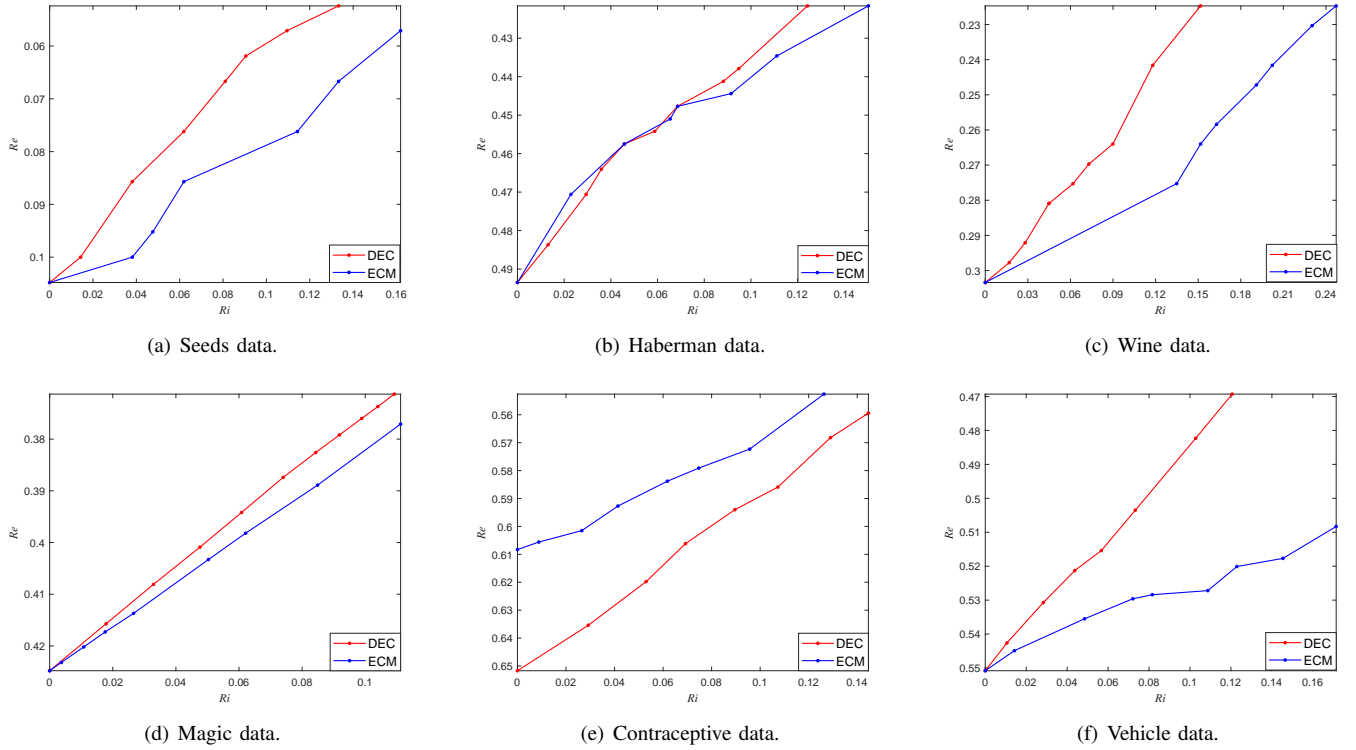 0.06
0.07
0.08
0.09
0.1
Re
0 0.02 0.04 0.06 0.08 0.1 0.12 0.14 0.16
Ri
DEC
ECM
(a) Seeds data.
0.43
0.44
0.45
0.46
0.47
0.48
0.49
Re
0 0.02 0.04 0.06 0.08 0.1 0.12 0.14
Ri
DEC
ECM
(b) Haberman data.
0.23
0.24
0.25
0.26
0.27
0.28
0.29
0.3
Re
0 0.03 0.06 0.09 0.12 0.15 0.18 0.21 0.24
Ri
DEC
ECM
(c) Wine data.
0.38
0.39
0.4
0.41
0.42
Re
0 0.02 0.04 0.06 0.08 0.1
Ri
DEC
ECM
(d) Magic data.
0.56
0.57
0.58
0.59
0.6
0.61
0.62
0.63
0.64
0.65
Re
0 0.02 0.04 0.06 0.08 0.1 0.12 0.14
Ri
DEC
ECM
(e) Contraceptive data.
0.47
0.48
0.49
0.5
0.51
0.52
0.53
0.54
0.55
Re
0 0.02 0.04 0.06 0.08 0.1 0.12 0.14 0.16
Ri
DEC
ECM
(f) Vehicle data.